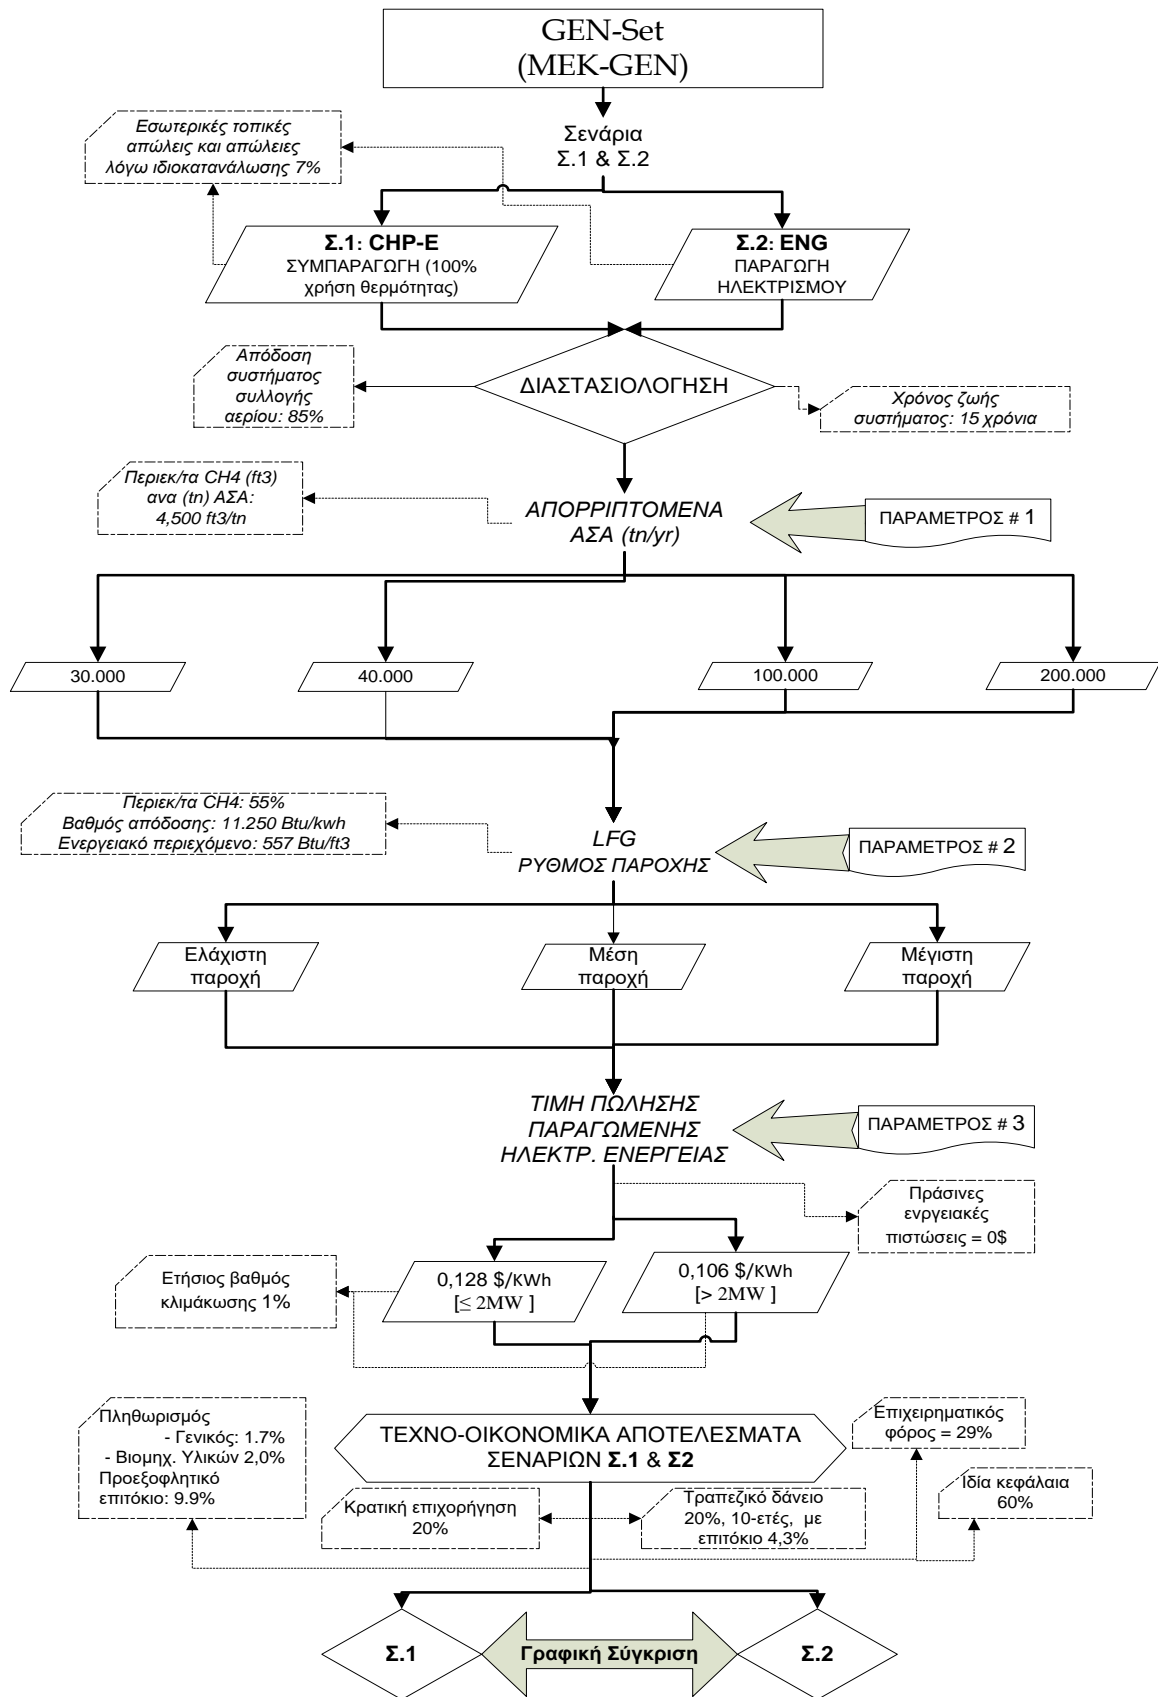 GEN-Set
(MEK-GEN)
Εσωτερικές τοπικές
απώλεις και απώλειες
λόγω ιδιοκατανάλωσης 7%
Σενάρια
Σ.1 & Σ.2
Σ.1: CHP-E
ΣΥΜΠΑΡΑΓΩΓΗ (100%
χρήση θερμότητας)
Σ.2: ENG
ΠΑΡΑΓΩΓΗ
ΗΛΕΚΤΡΙΣΜΟΥ
Απόδοση
συστήματος
συλλογής
αερίου: 85%
ΔΙΑΣΤΑΣΙΟΛΟΓΗΣΗ
Χρόνος ζωής
συστήματος: 15 χρόνια
Περιεκ/τα CH4 (ft3)
ανα (tn) ΑΣΑ:
4,500 ft3/tn
ΑΠΟΡΡΙΠΤΟΜΕΝΑ
ΑΣΑ (tn/yr)
ΠΑΡΑΜΕΤΡΟΣ # 1
30.000
40.000
100.000
200.000
Περιεκ/τα CH4: 55%
Βαθμός απόδοσης: 11.250 Btu/kwh
Ενεργειακό περιεχόμενο: 557 Btu/ft3
LFG
ΡΥΘΜΟΣ ΠΑΡΟΧΗΣ
ΠΑΡΑΜΕΤΡΟΣ # 2
Ελάχιστη
παροχή
Μέση
παροχή
Μέγιστη
παροχή
ΤΙΜΗ ΠΩΛΗΣΗΣ
ΠΑΡΑΓΩΜΕΝΗΣ
ΗΛΕΚΤΡ. ΕΝΕΡΓΕΙΑΣ
ΠΑΡΑΜΕΤΡΟΣ # 3
Πράσινες
ενργειακές
πιστώσεις = 0$
Ετήσιος βαθμός
κλιμάκωσης 1%
0,128 $/KWh
[≤ 2MW ]
0,106 $/KWh
[> 2MW ]
Πληθωρισμός
- Γενικός: 1.7%
- Βιομηχ. Υλικών 2,0%
Προεξοφλητικό
επιτόκιο: 9.9%
ΤΕΧΝΟ-ΟΙΚΟΝΟΜΙΚΑ ΑΠΟΤΕΛΕΣΜΑΤΑ
ΣΕΝΑΡΙΩΝ Σ.1 & Σ2
Επιχειρηματικός
φόρος = 29%
Κρατική επιχορήγηση
20%
Τραπεζικό δάνειο
20%, 10-ετές, με
επιτόκιο 4,3%
Ιδία κεφάλαια
60%
Σ.1
Γραφική Σύγκριση
Σ.2